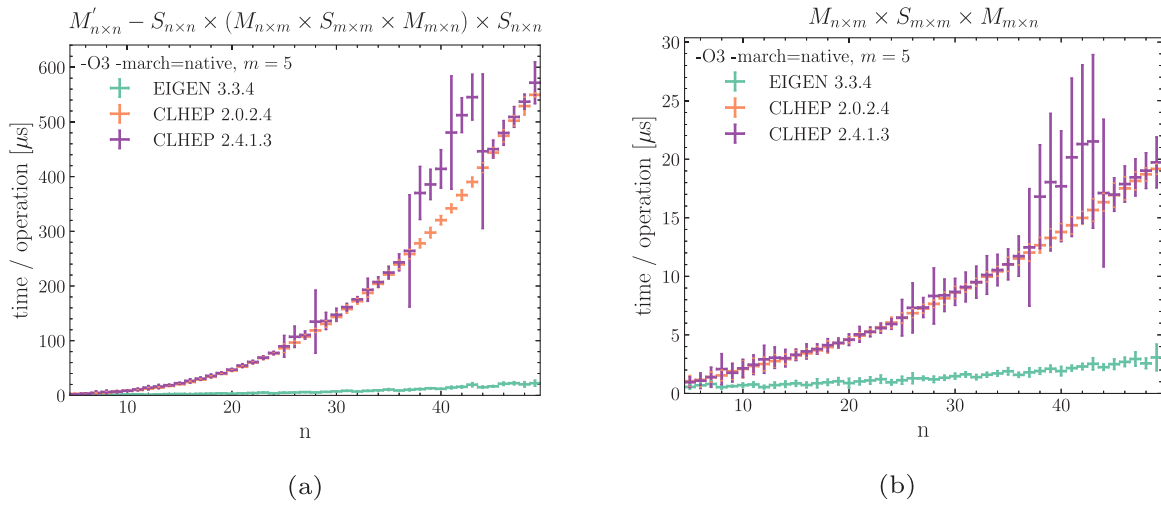 M′n×n − Sn×n × (Mn×m × Sm×m × Mm×n) × Sn×n
-O3 -march=native, m = 5
EIGEN 3.3.4
CLHEP 2.0.2.4
CLHEP 2.4.1.3
time / operation [μs]
600
500
400
300
200
100
0
10
20
30
40
n
(a)
Mn×m × Sm×m × Mm×n
-O3 -march=native, m = 5
EIGEN 3.3.4
CLHEP 2.0.2.4
CLHEP 2.4.1.3
time / operation [μs]
30
25
20
15
10
5
0
10
20
30
40
n
(b)